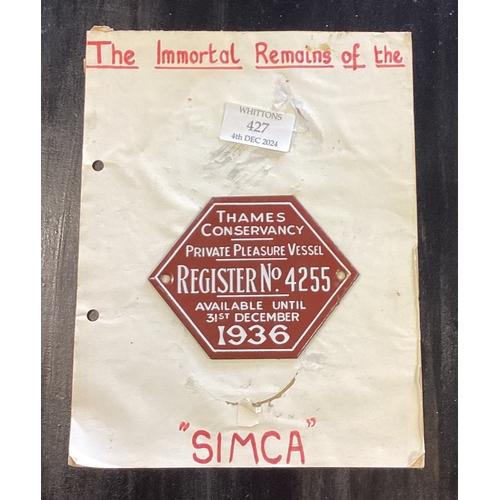 The Immortal Remains of the
WHITTONS
427
4th DEC 2024
THAMES
CONSERVANCY
PRIVATE PLEASURE VESSEL
REGISTER No. 4255
AVAILABLE UNTIL
31ST DECEMBER
1936
"SIMCA"